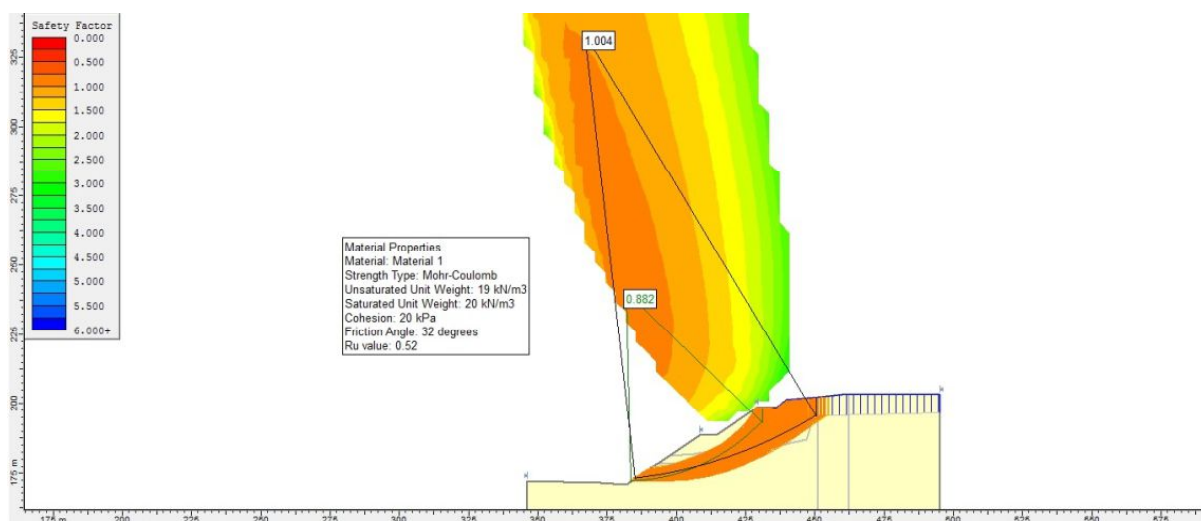 Safety Factor
0.000
0.500
1.000
1.500
2.000
2.500
3.000
3.500
4.000
4.500
5.000
5.500
6.000+
1.004
0.882
Material Properties
Material: Material 1
Strength Type: Mohr-Coulomb
Unsaturated Unit Weight: 19 kN/m3
Saturated Unit Weight: 20 kN/m3
Cohesion: 20 kPa
Friction Angle: 32 degrees
Ru value: 0.52
325
300
275
250
225
200
175 m
175 m 200 225 250 275 300 325 350 375 400 425 450 475 500 525 550 575